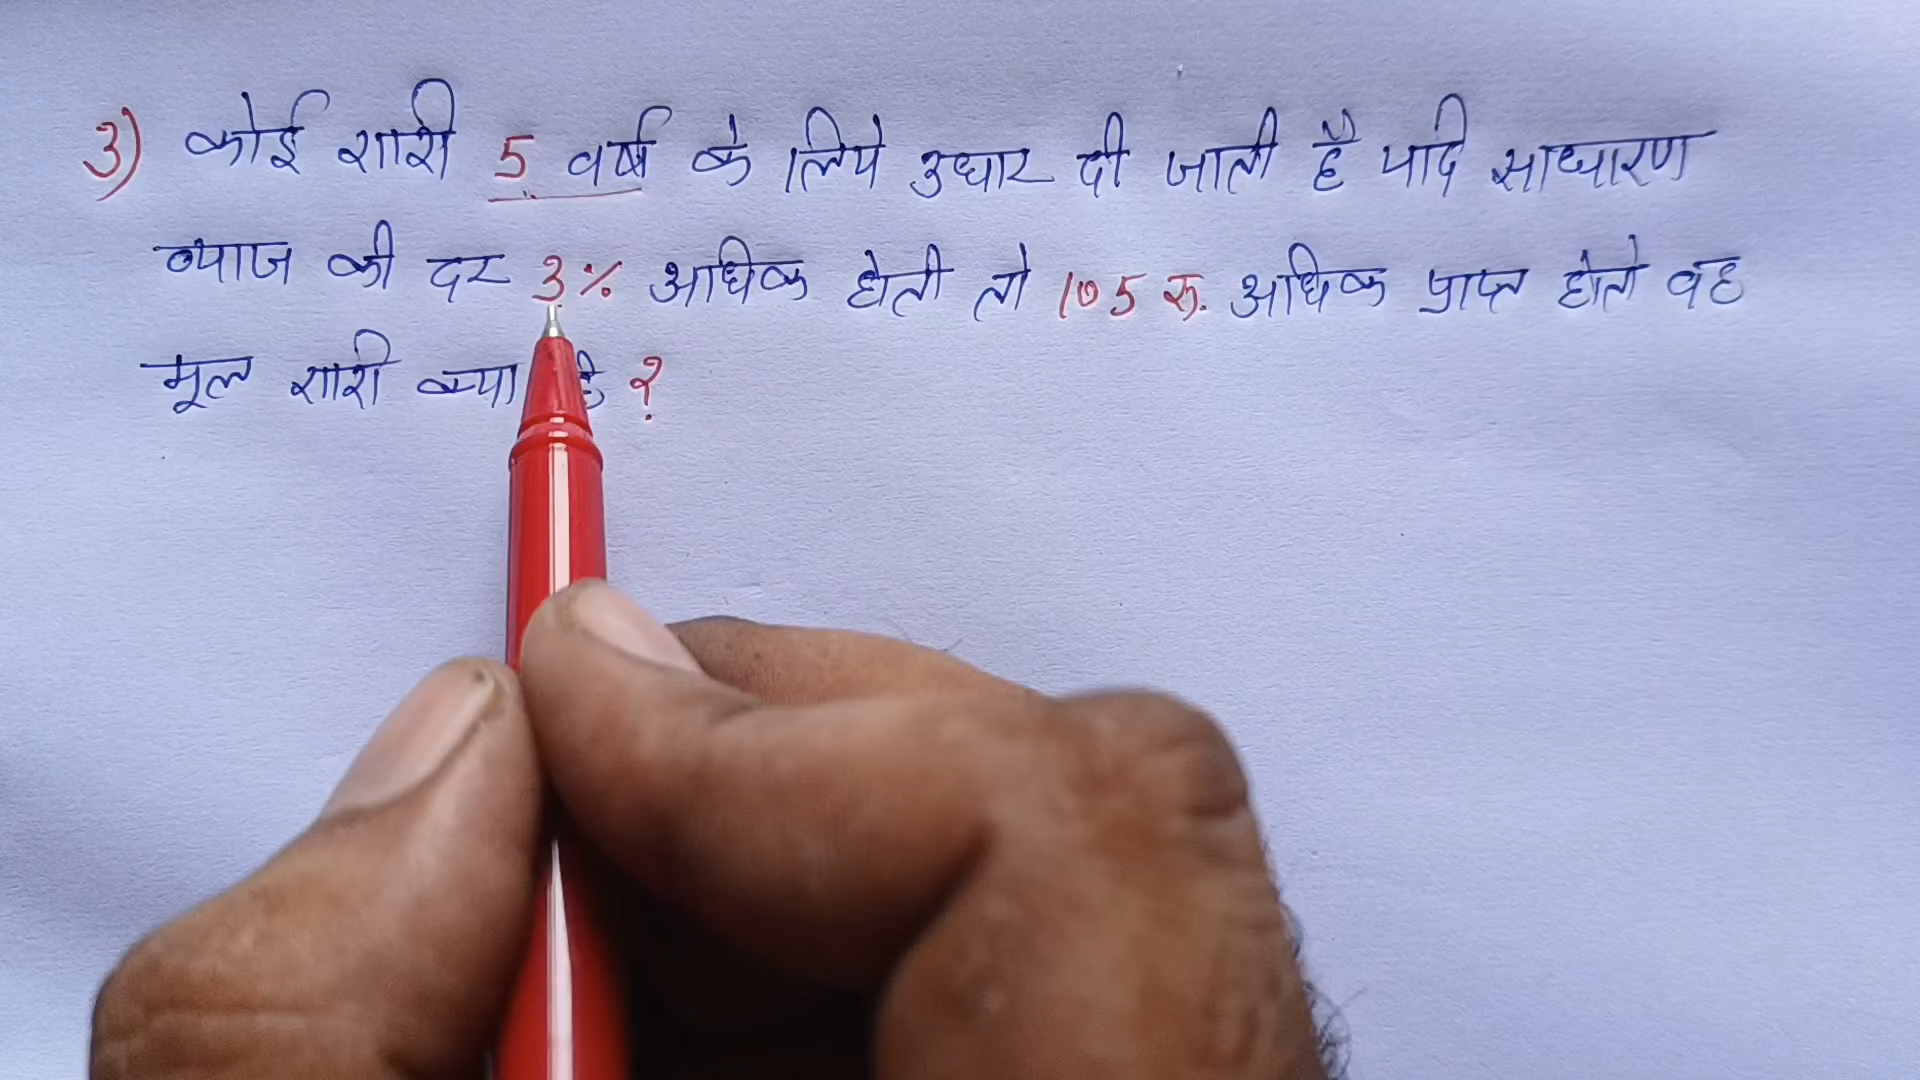 3) कोई राशी 5 वर्ष के लिये उधार दी जाती है यदि साधारण
ब्याज की दर 3% अधिक होती तो 105 रू. अधिक प्राप्त होते वह
मूल राशी क्या है ?